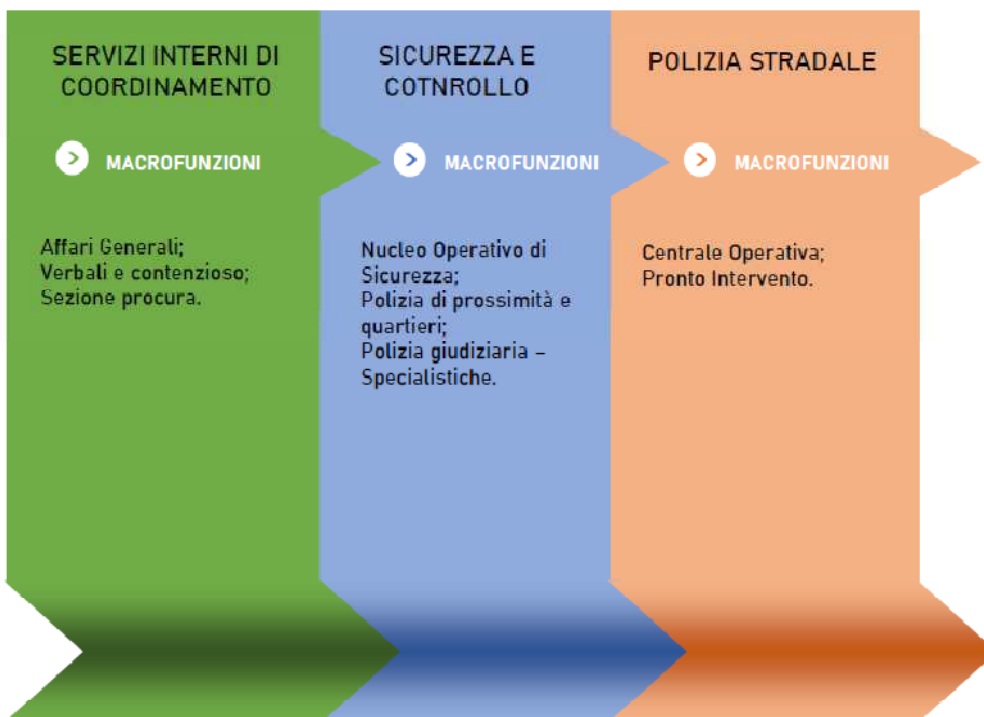 SERVIZI INTERNI DI
COORDINAMENTO
MACROFUNZIONI
Affari Generali;
Verbali e contenzioso;
Sezione procura.
SICUREZZA E
COTNROLLO
MACROFUNZIONI
Nucleo Operativo di
Sicurezza;
Polizia di prossimità e
quartieri;
Polizia giudiziaria –
Specialistiche.
POLIZIA STRADALE
MACROFUNZIONI
Centrale Operativa;
Pronto Intervento.